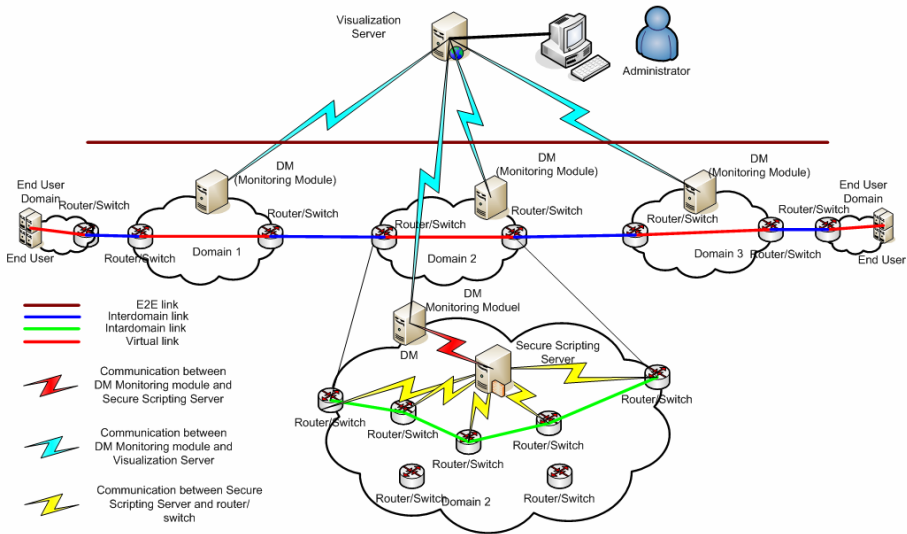 Visualization
Server
Administrator
DM
(Monitoring Module)
DM
(Monitoring Module)
DM
(Monitoring Module)
End User
Domain
Router/Switch
End User
Router/Switch
Domain 1
Router/Switch
Router/Switch
Domain 2
Router/Switch
Router/Switch
Domain 3
Router/Switch
Router/Switch
End User
Domain
End User
E2E link
Interdomain link
Intardomain link
Virtual link
Communication between
DM Monitoring module and
Secure Scripting Server
Communication between
DM Monitoring module and
Visualization Server
Communication between Secure
Scripting Server and router/
switch
DM
Monitoring Moduel
DM
Secure Scripting
Server
Router/Switch
Router/Switch
Router/Switch
Router/Switch
Router/Switch
Router/Switch
Domain 2
Router/Switch